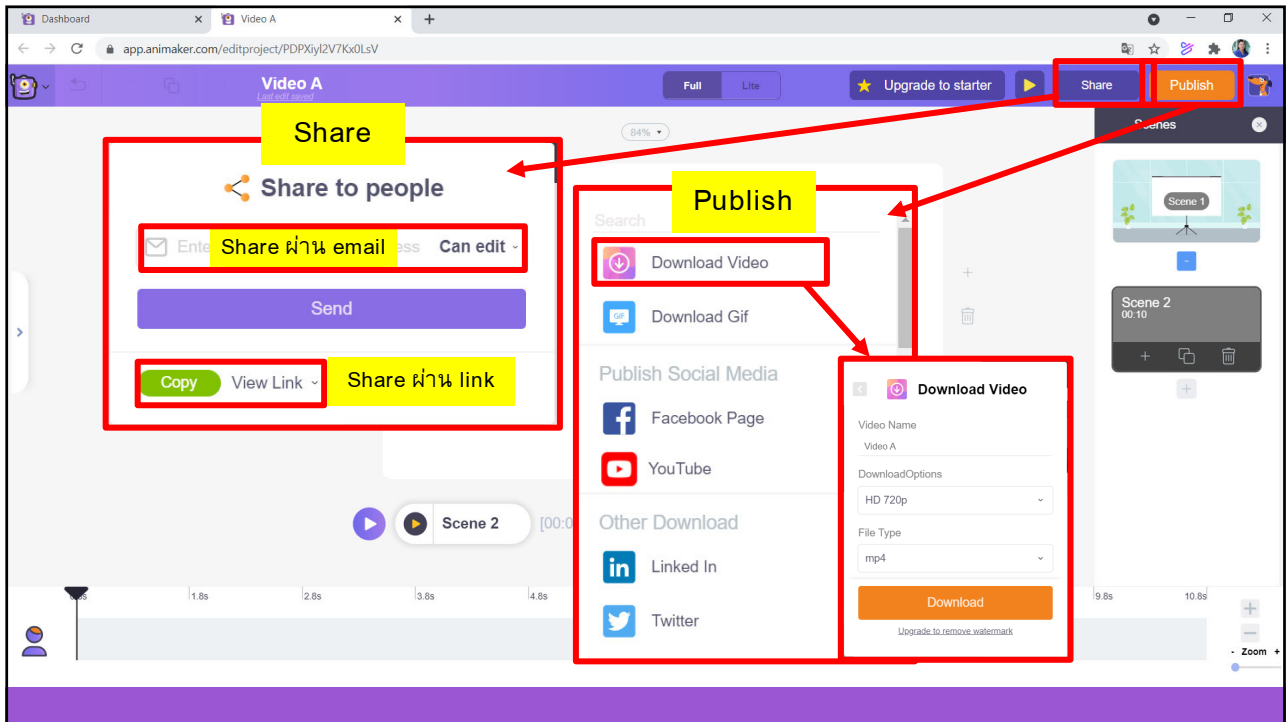 Dashboard
Video A
app.animaker.com/editproject/PDPXiyl2V7Kx0LsV
Video A
Last edit saved
Full
Lite
Upgrade to starter
Share
Publish
Share
84%
Scenes
Share to people
Share ผ่าน email
Can edit
Send
Copy
View Link
Share ผ่าน link
Publish
Search
Download Video
Download Gif
GIF
Publish Social Media
Facebook Page
YouTube
Other Download
Linked In
Twitter
Download Video
Video Name
Video A
DownloadOptions
HD 720p
File Type
mp4
Download
Upgrade to remove watermark
Scene 1
Scene 2
00:10
Scene 2
[00:0
1.8s
2.8s
3.8s
4.8s
9.8s
10.8s
- Zoom +